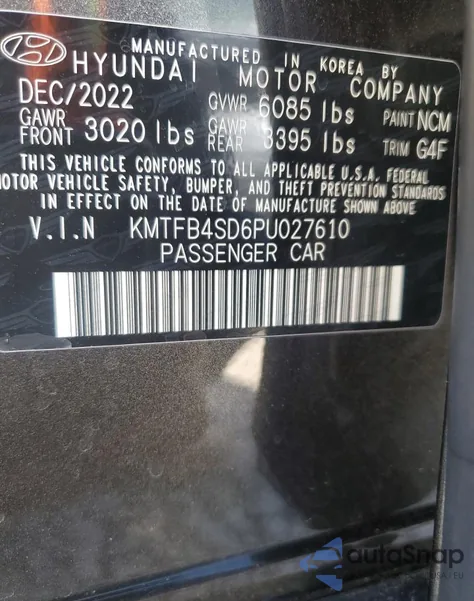 MANUFACTURED IN KOREA BY
HYUNDAI MOTOR COMPANY
DEC/2022 GVWR 6085 lbs PAINT NCM
GAWR FRONT 3020 lbs GAWR REAR 3395 lbs TRIM G4F
THIS VEHICLE CONFORMS TO ALL APPLICABLE U.S.A. FEDERAL
MOTOR VEHICLE SAFETY, BUMPER, AND THEFT PREVENTION STANDARDS
IN EFFECT ON THE DATE OF MANUFACTURE SHOWN ABOVE
V.I.N KMTFB4SD6PU027610
PASSENGER CAR
autoSnap
USA / EU